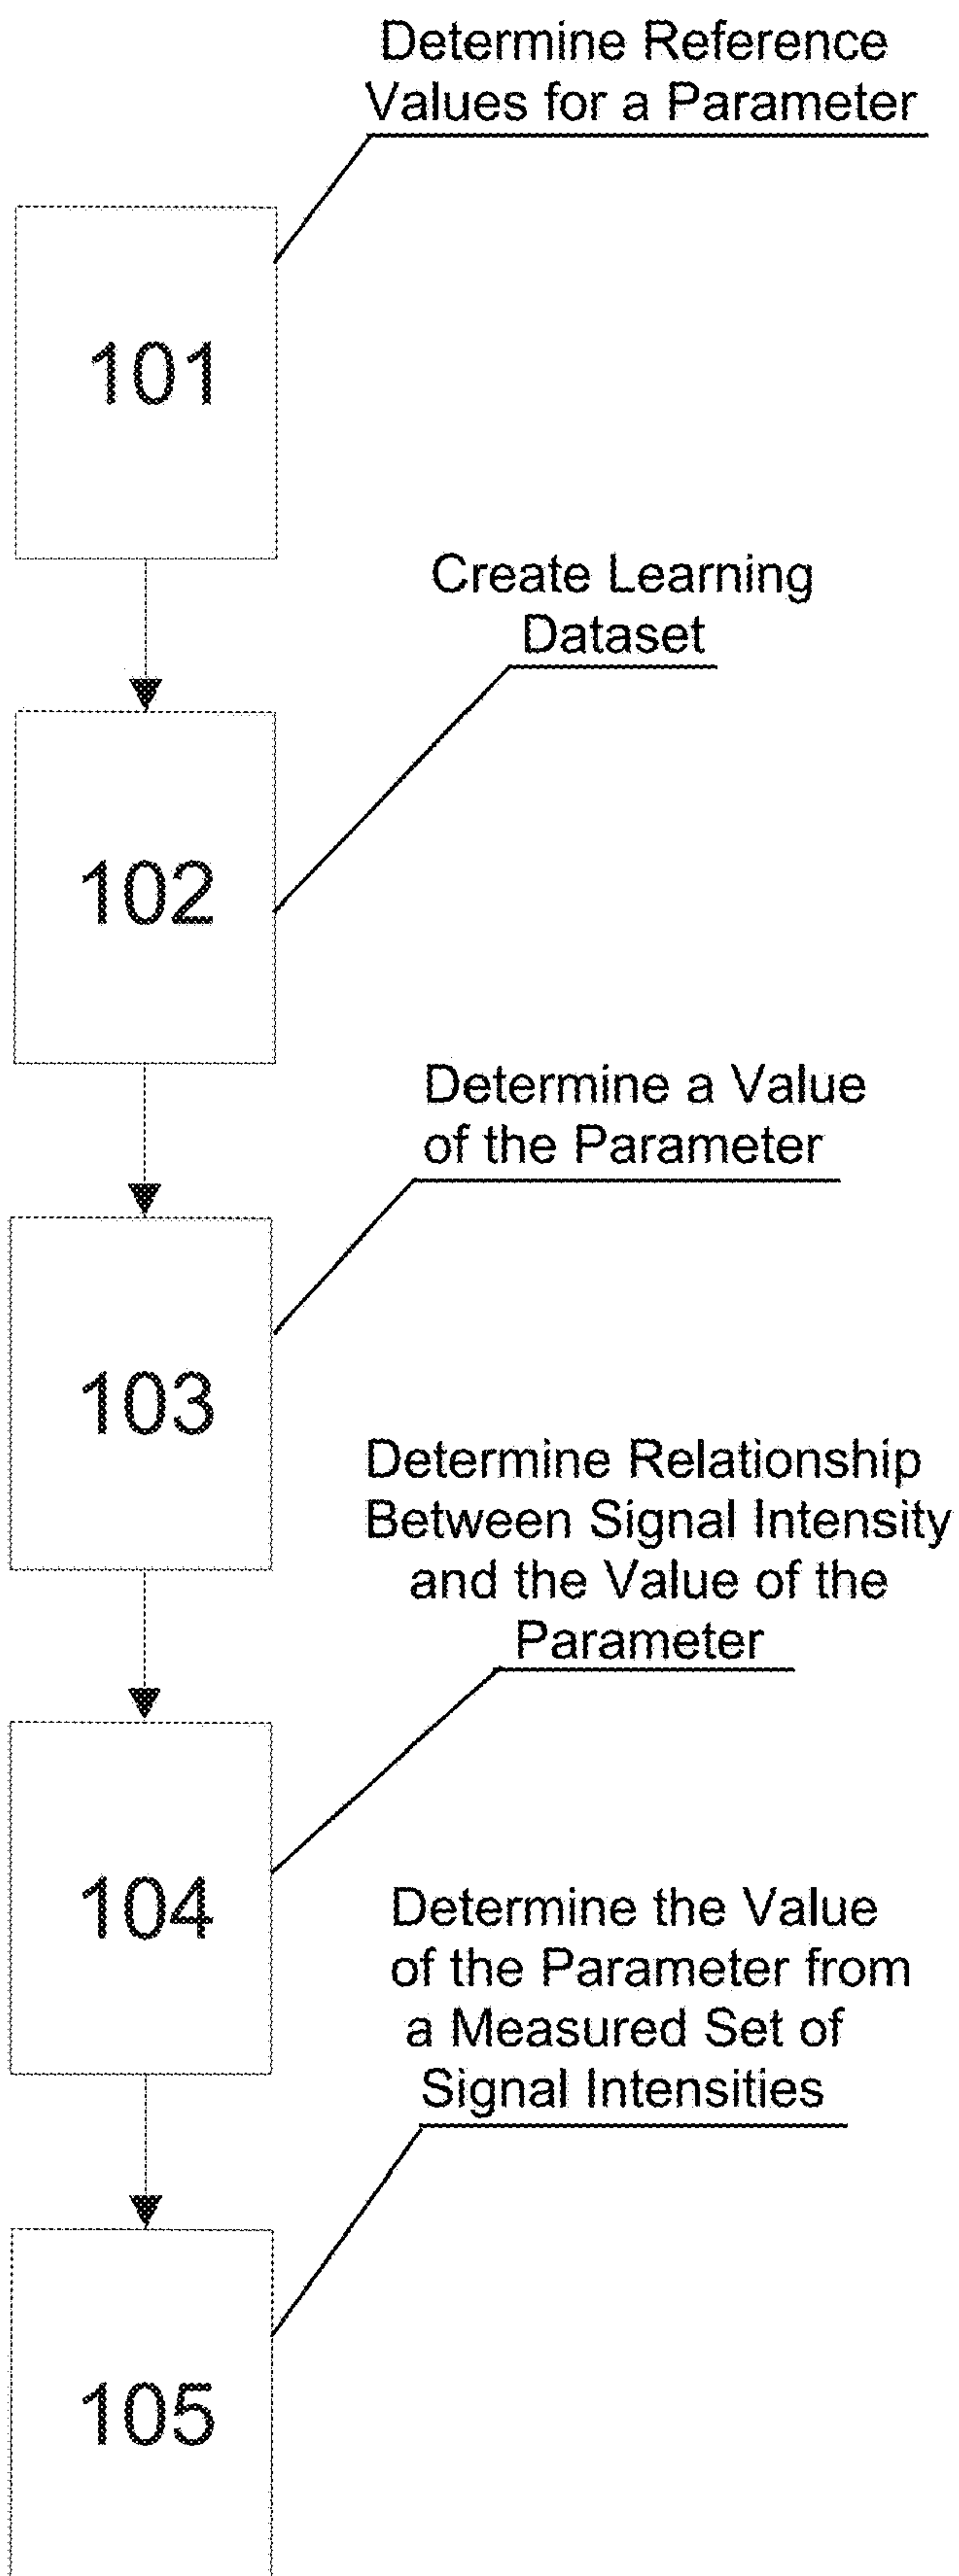 Determine Reference
Values for a Parameter
101
Create Learning
Dataset
102
Determine a Value
of the Parameter
103
Determine Relationship
Between Signal Intensity
and the Value of the
Parameter
104
Determine the Value
of the Parameter from
a Measured Set of
Signal Intensities
105